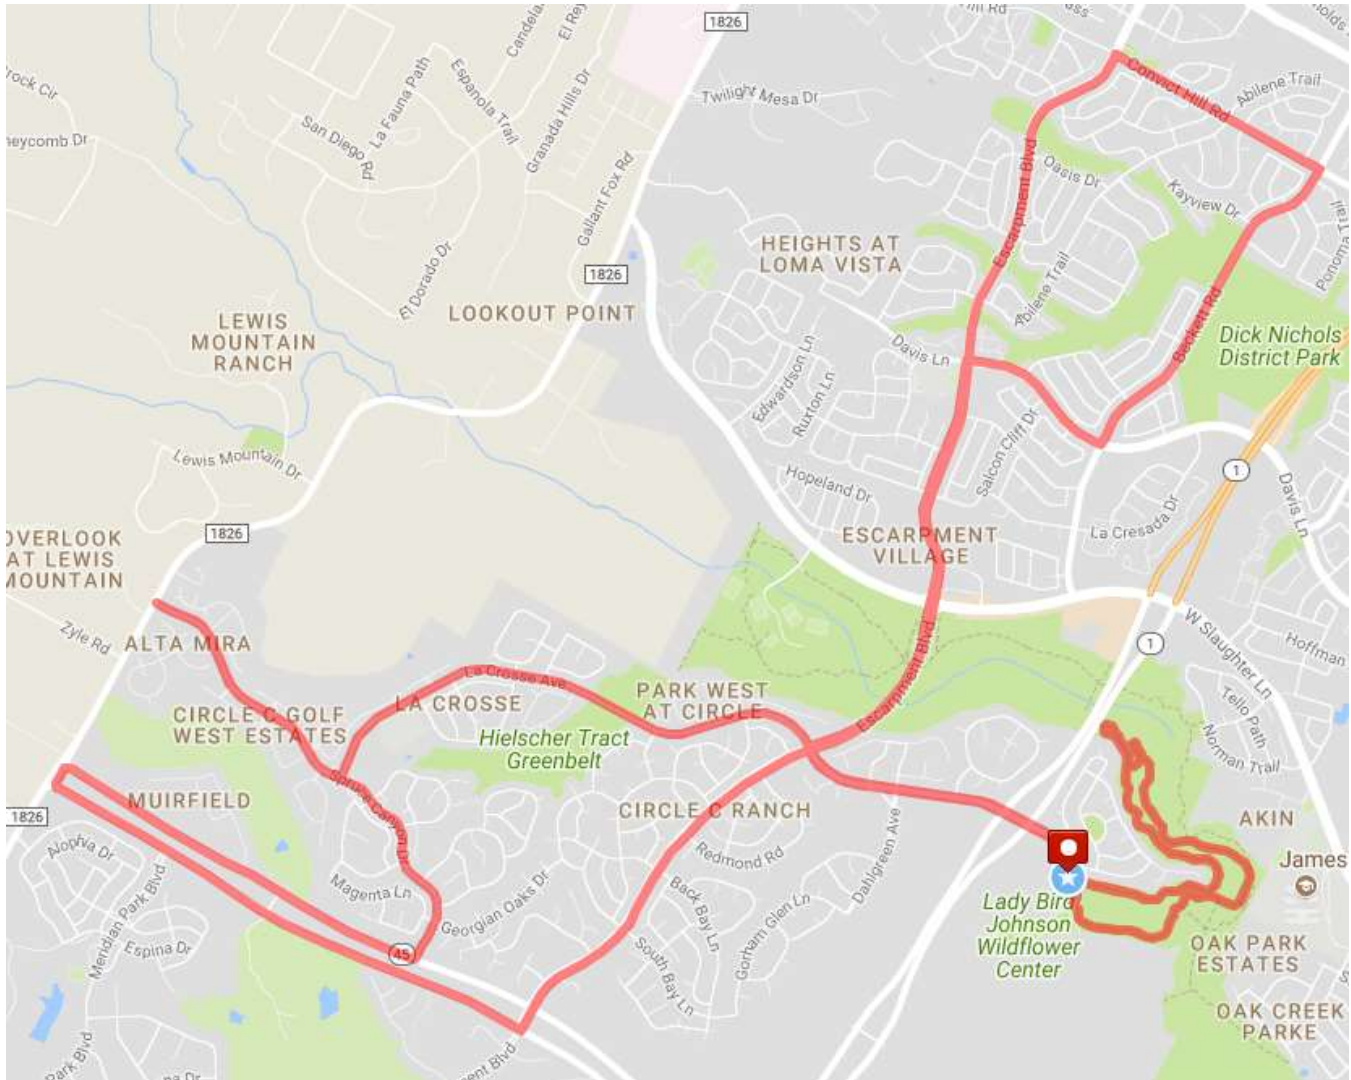 1826
Convict Hill Rd
Abilene Trail
Twilight Mesa Dr
rock Cir
neycomb Dr
La Fauna Path
Espanola Trail
San Diego Rd
Granada Hills Dr
Candela
El Rey
Gallant Fox Rd
El Dorado Dr
Oasis Dr
Kayview Dr
Escarpment Blvd
HEIGHTS AT
LOMA VISTA
1826
Abilene Trail
Beckett Rd
LOOKOUT POINT
LEWIS
MOUNTAIN
RANCH
Davis Ln
Dick Nichols
District Park
Edwardson Ln
Ruxton Ln
Salcon Cliff Dr
Lewis Mountain Dr
Hopeland Dr
1
Davis Ln
La Cresada Dr
1826
OVERLOOK
AT LEWIS
MOUNTAIN
ESCARPMENT
VILLAGE
Zyle Rd
ALTA MIRA
Escarpment Blvd
1
W Slaughter Ln
Hoffman
La Crosse Ave
LA CROSSE
PARK WEST
AT CIRCLE
CIRCLE C GOLF
WEST ESTATES
Hielscher Tract
Greenbelt
Tello Path
Norman Trail
Spruce Canyon Ln
MUIRFIELD
CIRCLE C RANCH
1826
AKIN
Alophia Dr
Redmond Rd
Dahlgreen Ave
James
Magenta Ln
Georgian Oaks Dr
Back Bay Ln
Gorham Glen Ln
South Bay Ln
Meridian Park Blvd
Espina Dr
45
Lady Bird
Johnson
Wildflower
Center
OAK PARK
ESTATES
OAK CREEK
PARKE
Park Blvd
ment Blvd